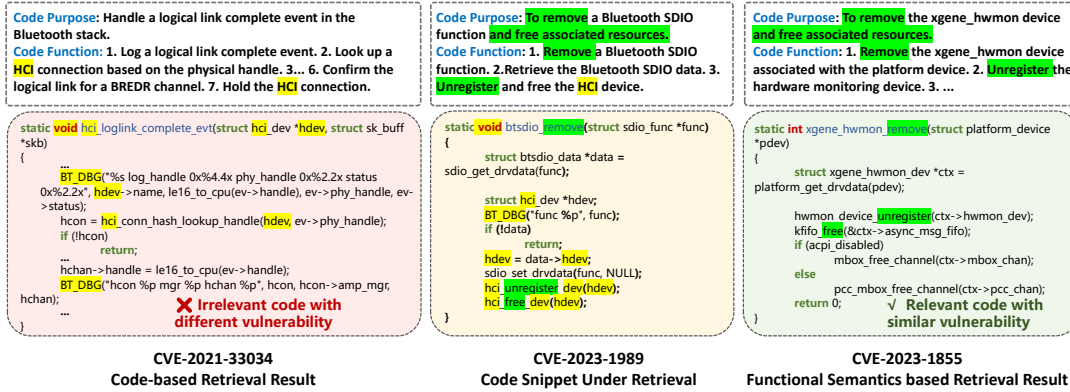 Code Purpose: Handle a logical link complete event in the
Bluetooth stack.
Code Function: 1. Log a logical link complete event. 2. Look up a
HCI connection based on the physical handle. 3... 6. Confirm the
logical link for a BREDR channel. 7. Hold the HCI connection.
static void hci_loglink_complete_evt(struct hci_dev *hdev, struct sk_buff
*skb)
{
...
BT_DBG("%s log_handle 0x%4.4x phy_handle 0x%2.2x status
0x%2.2x", hdev->name, le16_to_cpu(ev->handle), ev->phy_handle, ev-
>status);
hcon = hci_conn_hash_lookup_handle(hdev, ev->phy_handle);
if (!hcon)
return;
...
hchan->handle = le16_to_cpu(ev->handle);
BT_DBG("hcon %p mgr %p hchan %p", hcon, hcon->amp_mgr,
hchan);
...
}
❌ Irrelevant code with
different vulnerability
CVE-2021-33034
Code-based Retrieval Result
Code Purpose: To remove a Bluetooth SDIO
function and free associated resources.
Code Function: 1. Remove a Bluetooth SDIO
function. 2.Retrieve the Bluetooth SDIO data. 3.
Unregister and free the HCI device.
static void btsdio_remove(struct sdio_func *func)
{
struct btsdio_data *data =
sdio_get_drvdata(func);
struct hci_dev *hdev;
BT_DBG("func %p", func);
if (!data)
return;
hdev = data->hdev;
sdio_set_drvdata(func, NULL);
hci_unregister_dev(hdev);
hci_free_dev(hdev);
}
CVE-2023-1989
Code Snippet Under Retrieval
Code Purpose: To remove the xgene_hwmon device
and free associated resources.
Code Function: 1. Remove the xgene_hwmon device
associated with the platform device. 2. Unregister the
hardware monitoring device. 3. ...
static int xgene_hwmon_remove(struct platform_device
*pdev)
{
struct xgene_hwmon_dev *ctx =
platform_get_drvdata(pdev);
hwmon_device_unregister(ctx->hwmon_dev);
kfifo_free(&ctx->async_msg_fifo);
if (acpi_disabled)
mbox_free_channel(ctx->mbox_chan);
else
pcc_mbox_free_channel(ctx->pcc_chan);
return 0;
}
√ Relevant code with
similar vulnerability
CVE-2023-1855
Functional Semantics based Retrieval Result